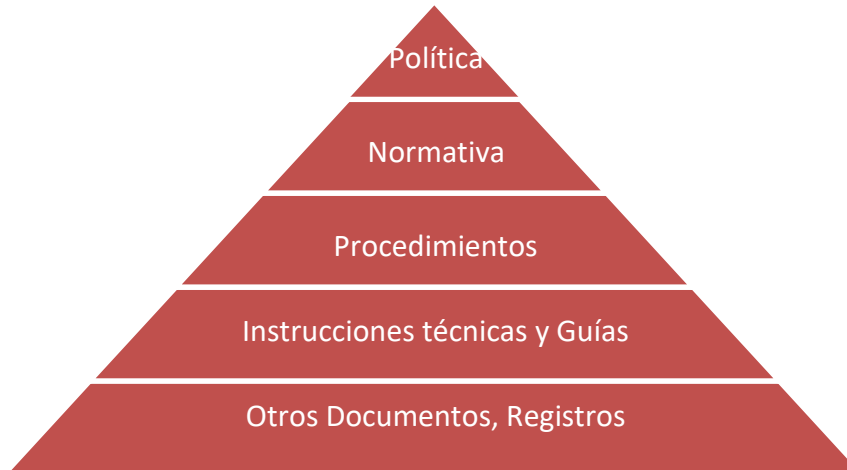 Política
Normativa
Procedimientos
Instrucciones técnicas y Guías
Otros Documentos, Registros